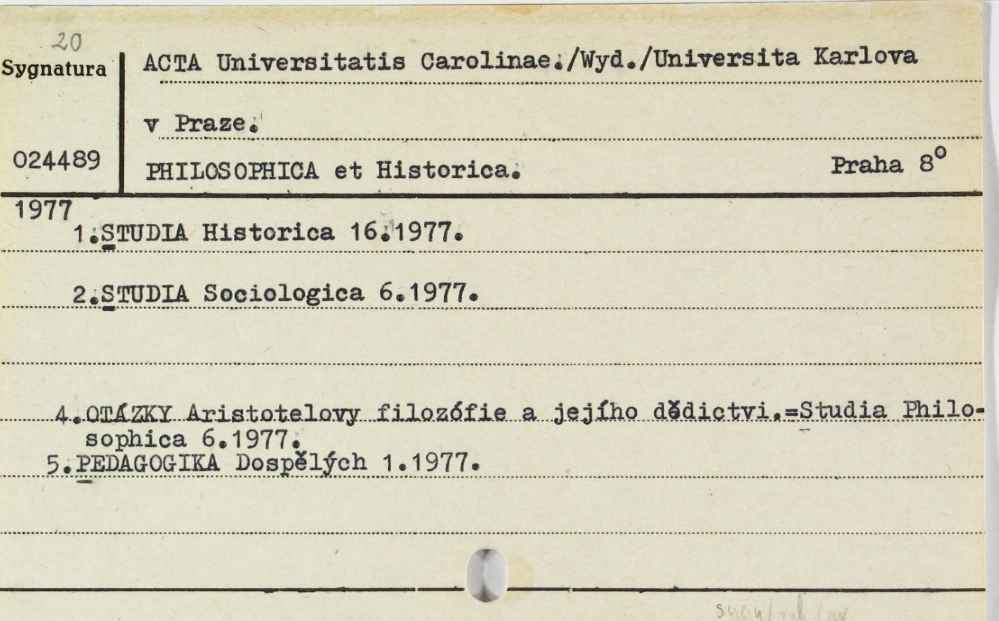 20
Sygnatura
ACTA Universitatis Carolinae./Wyd./Universita Karlova
v Praze.
024489
PHILOSOPHICA et Historica. Praha 8°
1977
1.STUDIA Historica 16.1977.
2.STUDIA Sociologica 6.1977.
4.OTÁZKY Aristotelovy filozófie a jejího dědictvi.=Studia Philo-
sophica 6.1977.
5.PEDAGOGIKA Dospělých 1.1977.